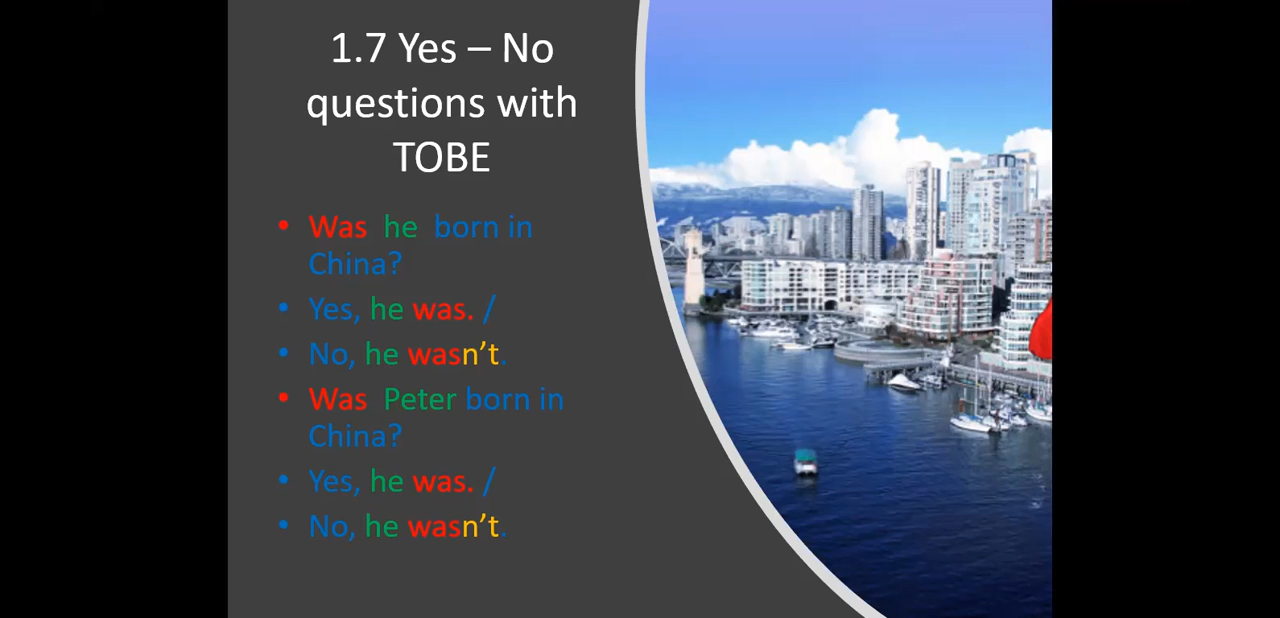 1.7 Yes – No
questions with
TOBE
• Was he born in
China?
• Yes, he was. /
• No, he wasn’t.
• Was Peter born in
China?
• Yes, he was. /
• No, he wasn’t.